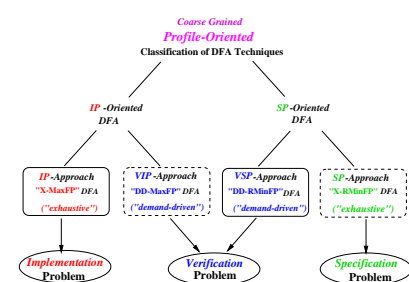 Coarse Grained
Profile-Oriented
Classification of DFA Techniques
IP -Oriented
DFA
SP -Oriented
DFA
IP -Approach
"X-MaxFP" DFA
("exhaustive")
VIP -Approach
"DD-MaxFP" DFA
("demand-driven")
VSP -Approach
"DD-RMinFP" DFA
("demand-driven")
SP -Approach
"X-RMinFP" DFA
("exhaustive")
Implementation
Problem
Verification
Problem
Specification
Problem